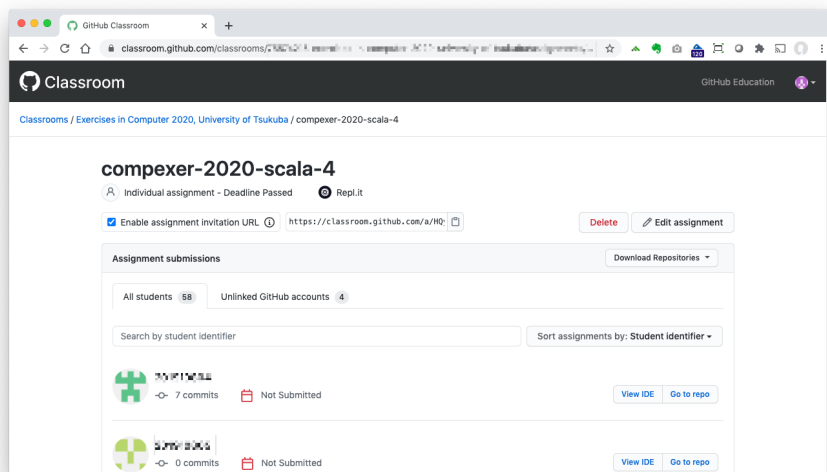 GitHub Classroom
classroom.github.com/classrooms/
120
Classroom
GitHub Education
Classrooms / Exercises in Computer 2020, University of Tsukuba / compexer-2020-scala-4
compexer-2020-scala-4
Individual assignment - Deadline Passed Repl.it
Enable assignment invitation URL https://classroom.github.com/a/HQ
Delete Edit assignment
Assignment submissions Download Repositories
All students 58 Unlinked GitHub accounts 4
Search by student identifier Sort assignments by: Student identifier
7 commits Not Submitted View IDE Go to repo
0 commits Not Submitted View IDE Go to repo